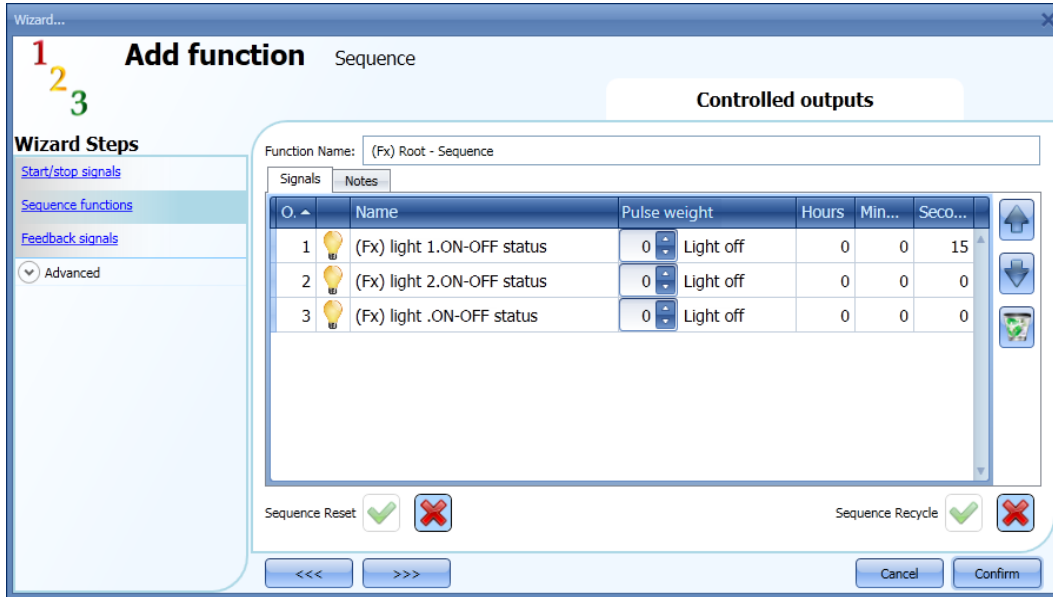 Wizard...
1 2 3
Add function Sequence
Controlled outputs
Wizard Steps
Start/stop signals
Sequence functions
Feedback signals
Advanced
Function Name: (Fx) Root - Sequence
Signals Notes
O. Name Pulse weight Hours Min... Seco...
1 (Fx) light 1.ON-OFF status 0 Light off 0 0 15
2 (Fx) light 2.ON-OFF status 0 Light off 0 0 0
3 (Fx) light .ON-OFF status 0 Light off 0 0 0
Sequence Reset Sequence Recycle
<<< >>> Cancel Confirm